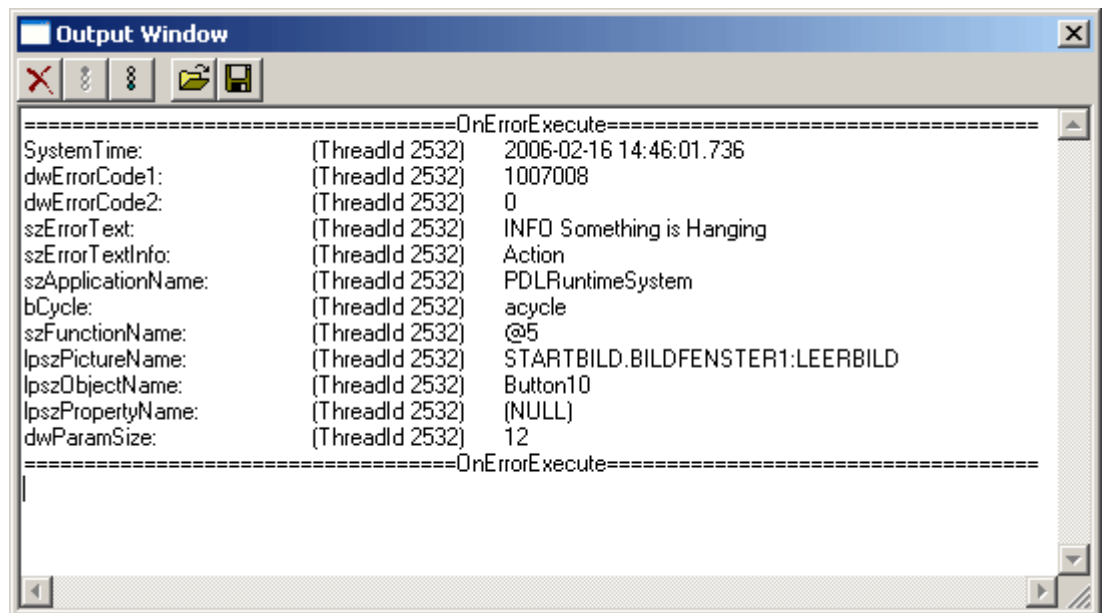 Output Window
====================================OnErrorExecute====================================
SystemTime: (ThreadId 2532) 2006-02-16 14:46:01.736
dwErrorCode1: (ThreadId 2532) 1007008
dwErrorCode2: (ThreadId 2532) 0
szErrorText: (ThreadId 2532) INFO Something is Hanging
szErrorTextInfo: (ThreadId 2532) Action
szApplicationName: (ThreadId 2532) PDLRuntimeSystem
bCycle: (ThreadId 2532) acycle
szFunctionName: (ThreadId 2532) @5
lpszPictureName: (ThreadId 2532) STARTBILD.BILDFENSTER1:LEERBILD
lpszObjectName: (ThreadId 2532) Button10
lpszPropertyName: (ThreadId 2532) (NULL)
dwParamSize: (ThreadId 2532) 12
====================================OnErrorExecute====================================